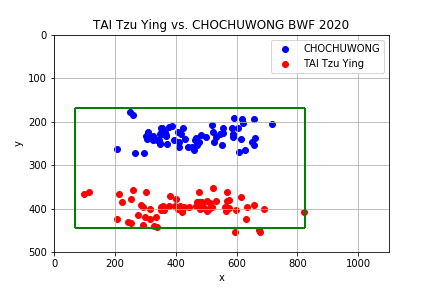 TAI Tzu Ying vs. CHOCHUWONG BWF 2020
CHOCHUWONG
TAI Tzu Ying
0
100
200
300
400
500
y
0 200 400 600 800 1000
x